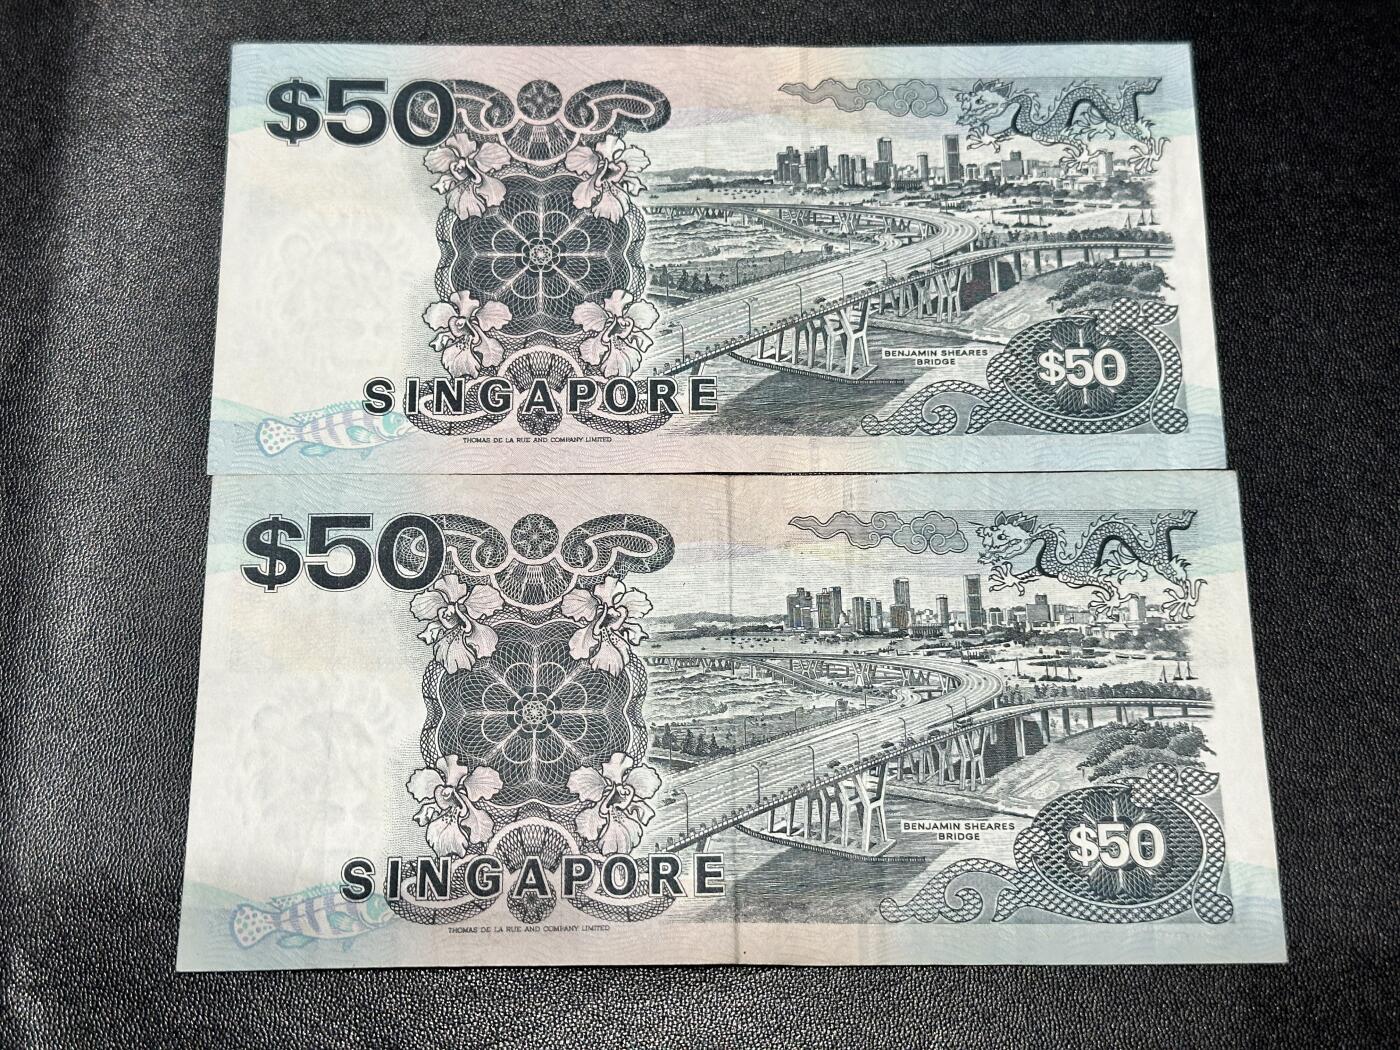 $50
BENJAMIN SHEARES
BRIDGE
$50
SINGAPORE
THOMAS DE LA RUE AND COMPANY LIMITED
$50
BENJAMIN SHEARES
BRIDGE
$50
SINGAPORE
THOMAS DE LA RUE AND COMPANY LIMITED